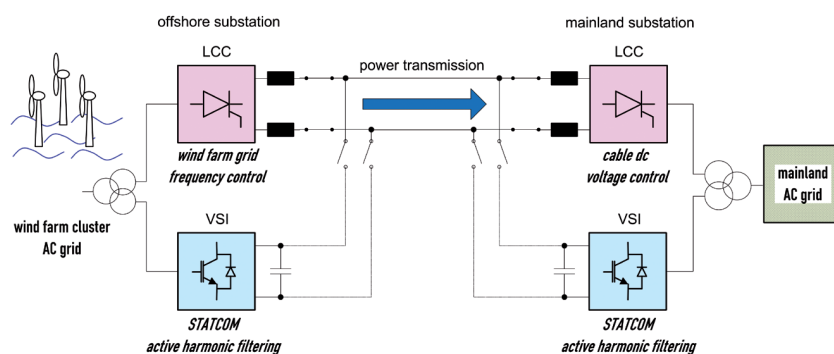 offshore substation
mainland substation
LCC
LCC
power transmission
wind farm grid
frequency control
cable dc
voltage control
mainland
AC grid
wind farm cluster
AC grid
VSI
VSI
STATCOM
active harmonic filtering
STATCOM
active harmonic filtering